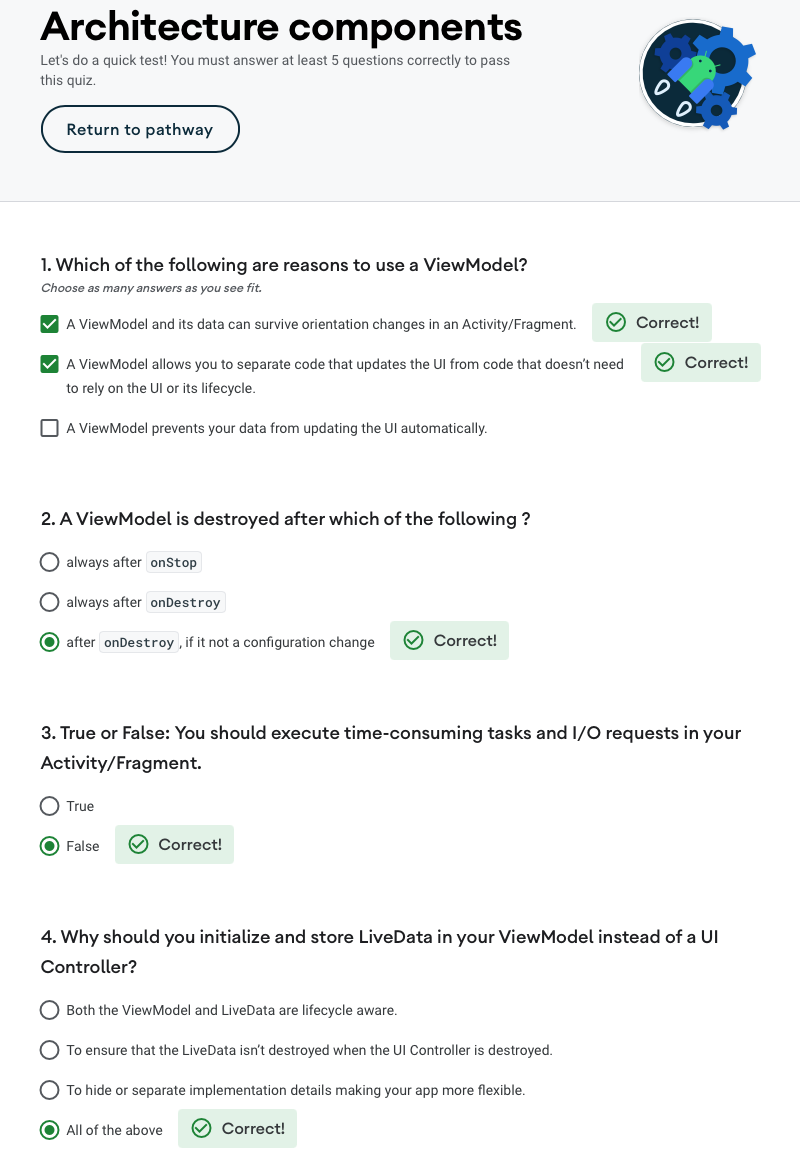 Architecture components
Let's do a quick test! You must answer at least 5 questions correctly to pass
this quiz.
Return to pathway
1. Which of the following are reasons to use a ViewModel?
Choose as many answers as you see fit.
A ViewModel and its data can survive orientation changes in an Activity/Fragment.
Correct!
A ViewModel allows you to separate code that updates the UI from code that doesn't need
Correct!
to rely on the UI or its lifecycle.
A ViewModel prevents your data from updating the UI automatically.
2. A ViewModel is destroyed after which of the following ?
always after onStop
always after onDestroy
after onDestroy, if it not a configuration change
Correct!
3. True or False: You should execute time-consuming tasks and I/O requests in your
Activity/Fragment.
True
False
Correct!
4. Why should you initialize and store LiveData in your ViewModel instead of a UI
Controller?
Both the ViewModel and LiveData are lifecycle aware.
To ensure that the LiveData isn't destroyed when the UI Controller is destroyed.
To hide or separate implementation details making your app more flexible.
All of the above
Correct!